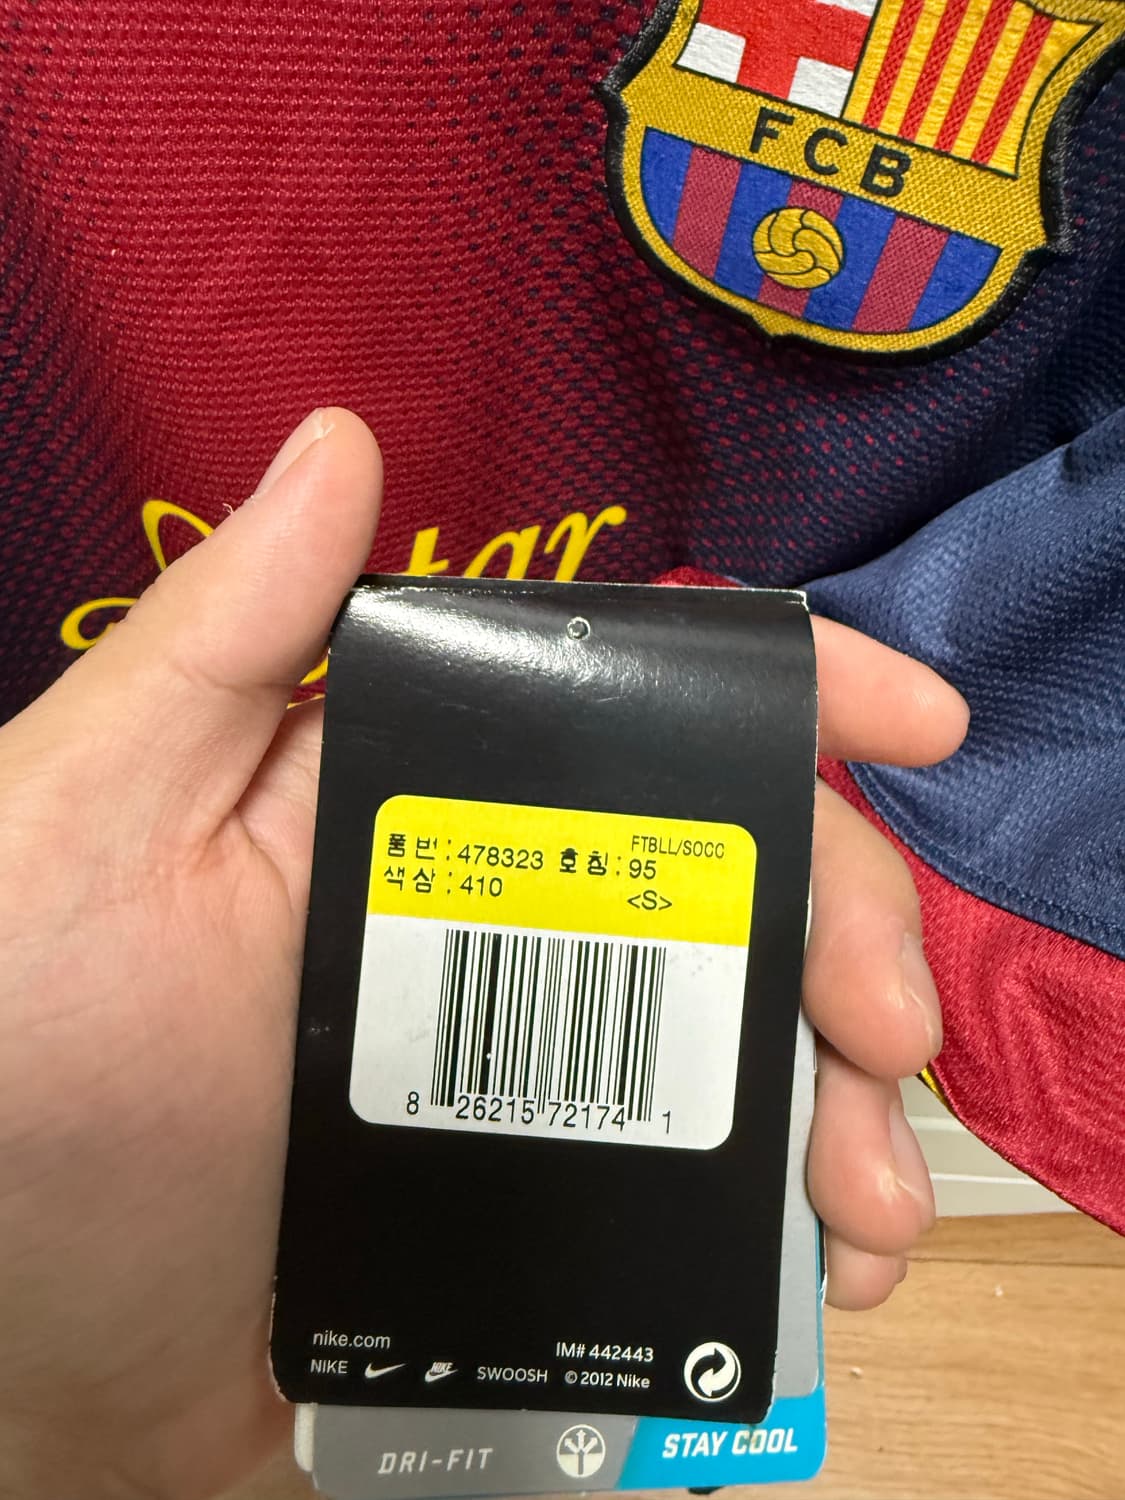 FCB
품번:478323 호칭:95
FTBLL/SOCC
색상:410
<S>
8 26215 72174 1
nike.com
IM# 442443
NIKE NIKE SWOOSH © 2012 Nike
DRI-FIT
STAY COOL